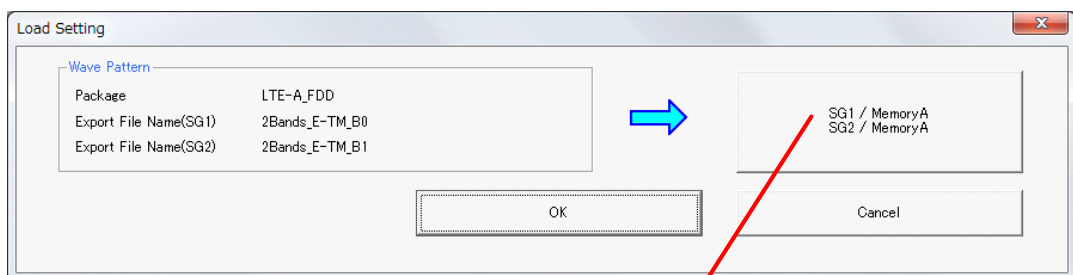 Load Setting
Wave Pattern
Package LTE-A_FDD
Export File Name(SG1) 2Bands_E-TM_B0
Export File Name(SG2) 2Bands_E-TM_B1
SG1 / MemoryA
SG2 / MemoryA
OK
Cancel